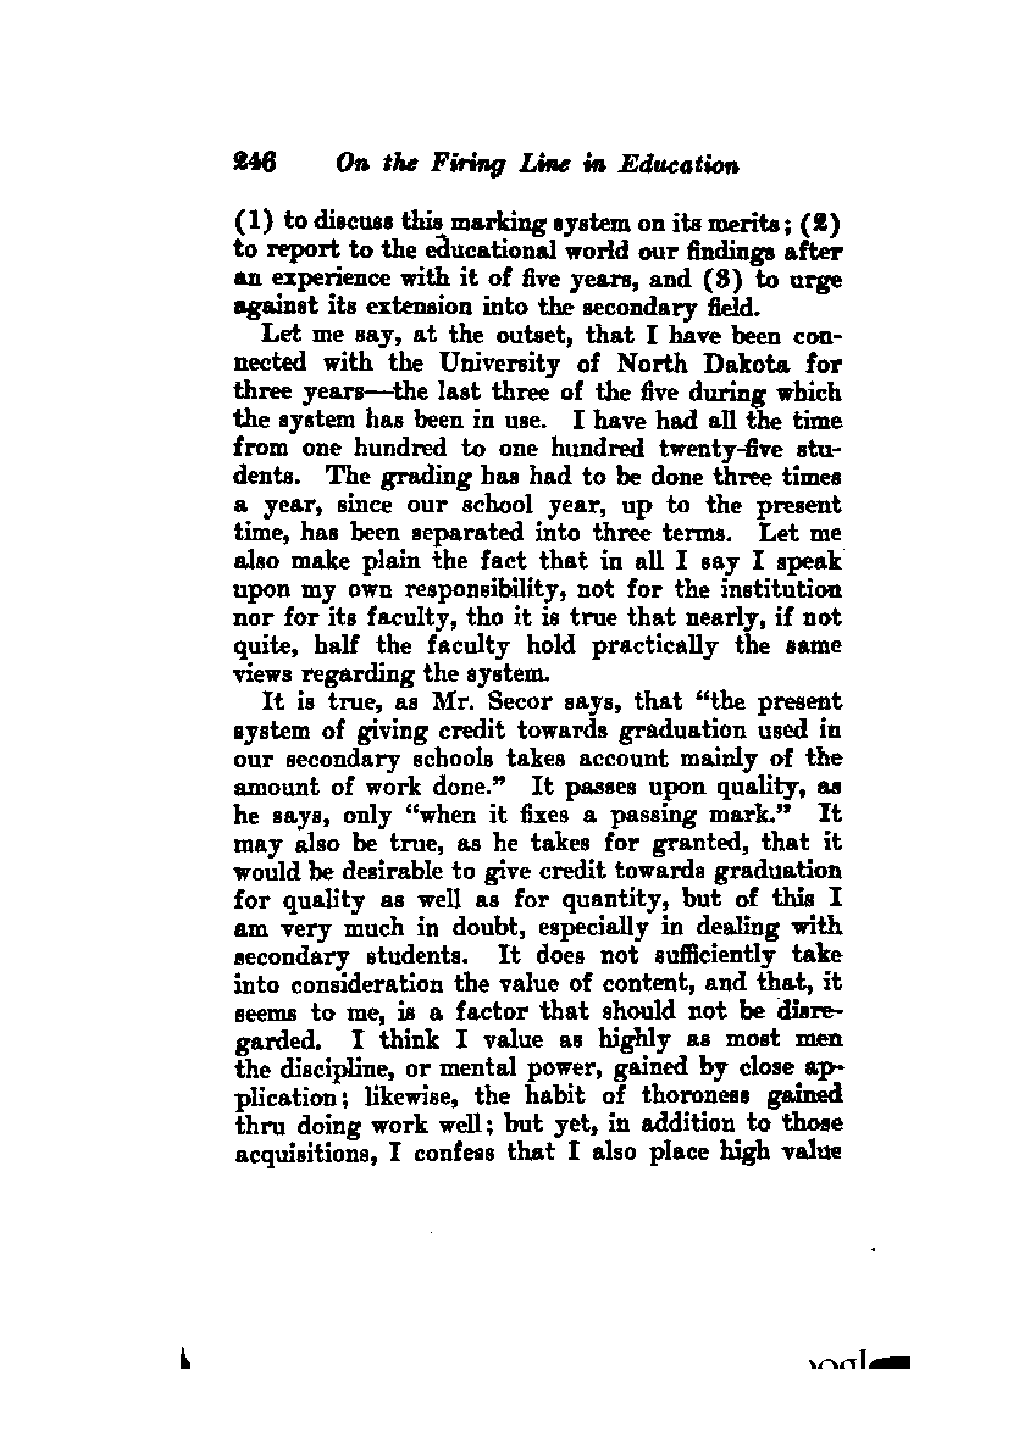 246 On the Firing Line in Education
(1) to discuss this marking system on its merits; (2)
to report to the educational world our findings after
an experience with it of five years, and (3) to urge
against its extension into the secondary field.
Let me say, at the outset, that I have been con-
nected with the University of North Dakota for
three years—the last three of the five during which
the system has been in use. I have had all the time
from one hundred to one hundred twenty-five stu-
dents. The grading has had to be done three times
a year, since our school year, up to the present
time, has been separated into three terms. Let me
also make plain the fact that in all I say I speak
upon my own responsibility, not for the institution
nor for its faculty, tho it is true that nearly, if not
quite, half the faculty hold practically the same
views regarding the system.
It is true, as Mr. Secor says, that “the present
system of giving credit towards graduation used in
our secondary schools takes account mainly of the
amount of work done.” It passes upon quality, as
he says, only “when it fixes a passing mark.” It
may also be true, as he takes for granted, that it
would be desirable to give credit towards graduation
for quality as well as for quantity, but of this I
am very much in doubt, especially in dealing with
secondary students. It does not sufficiently take
into consideration the value of content, and that, it
seems to me, is a factor that should not be disre-
garded. I think I value as highly as most men
the discipline, or mental power, gained by close ap-
plication; likewise, the habit of thoroness gained
thru doing work well; but yet, in addition to those
acquisitions, I confess that I also place high value